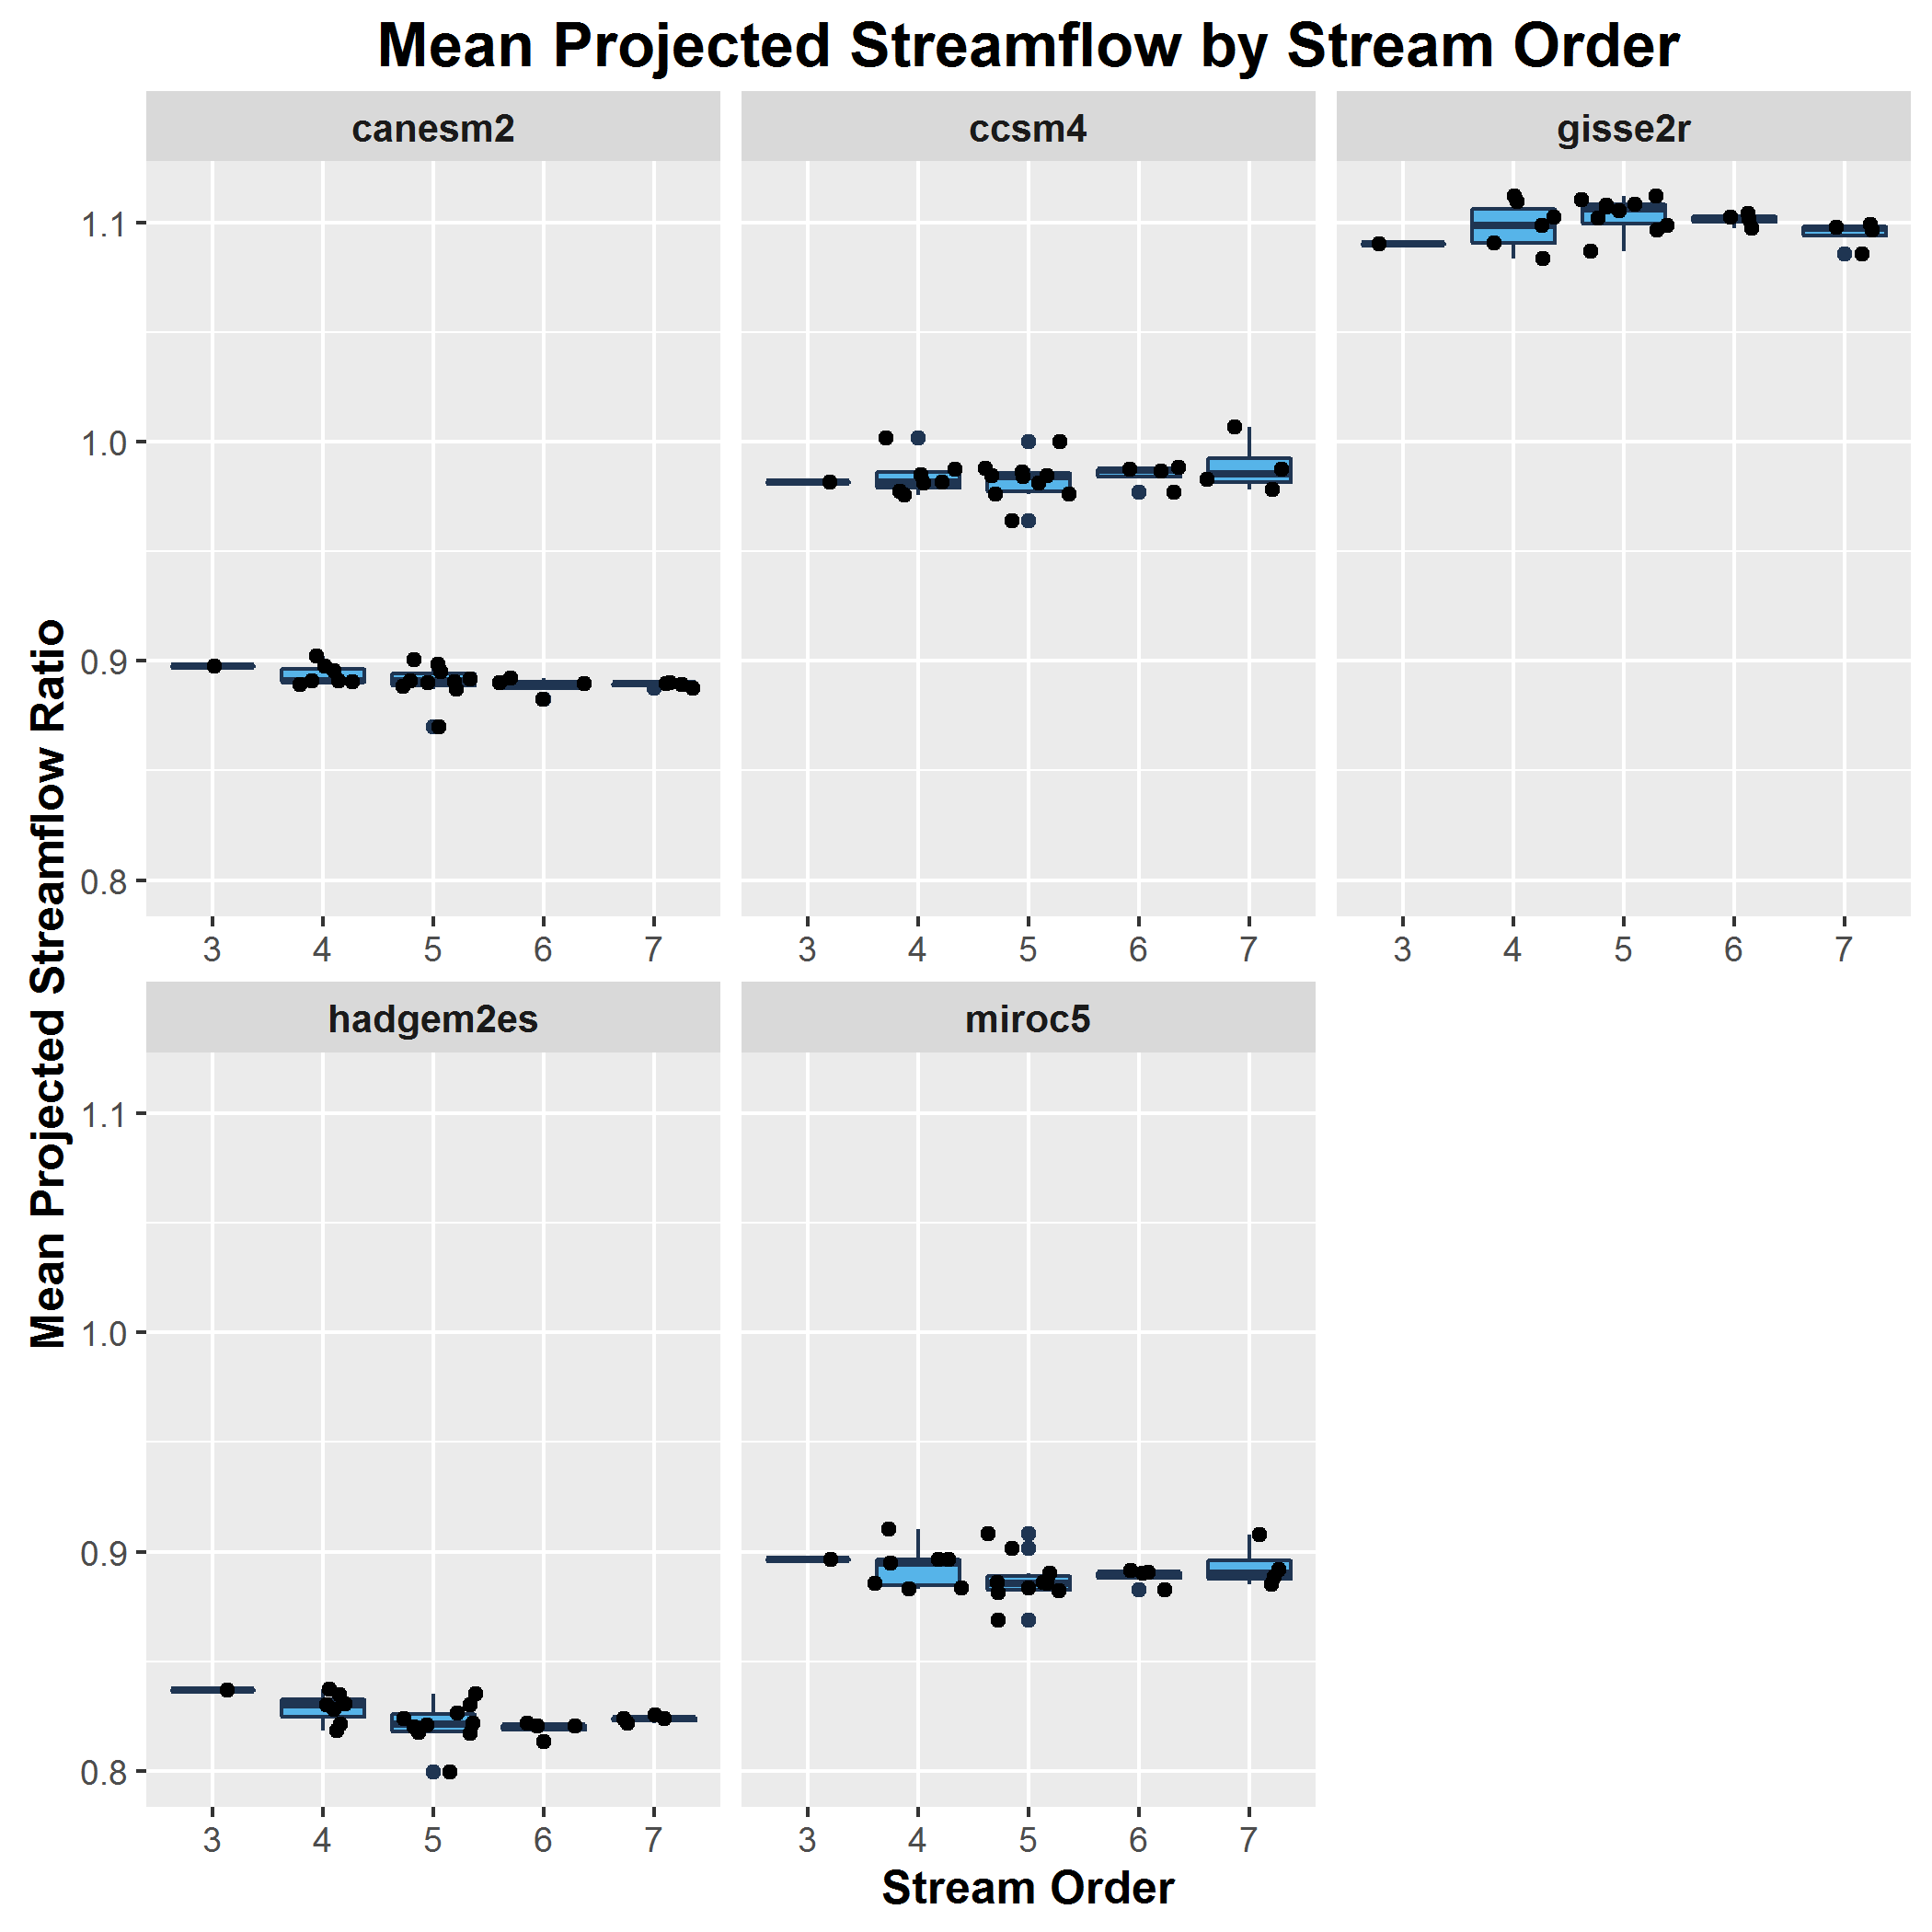 Mean Projected Streamflow by Stream Order
canesm2
ccsm4
gisse2r
Mean Projected Streamflow Ratio
1.1
1.0
0.9
0.8
3 4 5 6 7
3 4 5 6 7
3 4 5 6 7
hadgem2es
miroc5
1.1
1.0
0.9
0.8
3 4 5 6 7
3 4 5 6 7
Stream Order